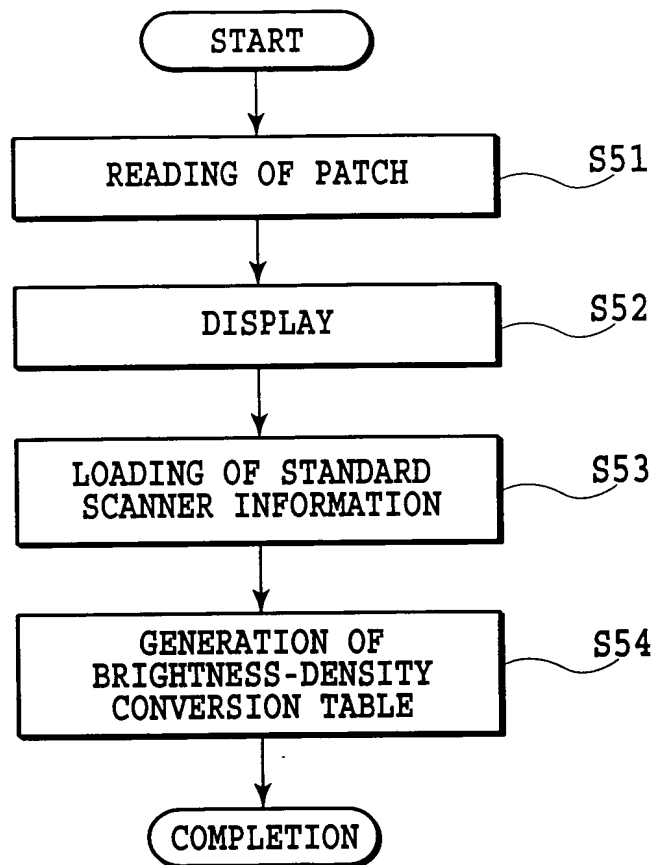 START
READING OF PATCH
S51
DISPLAY
S52
LOADING OF STANDARD
SCANNER INFORMATION
S53
GENERATION OF
BRIGHTNESS-DENSITY
CONVERSION TABLE
S54
COMPLETION